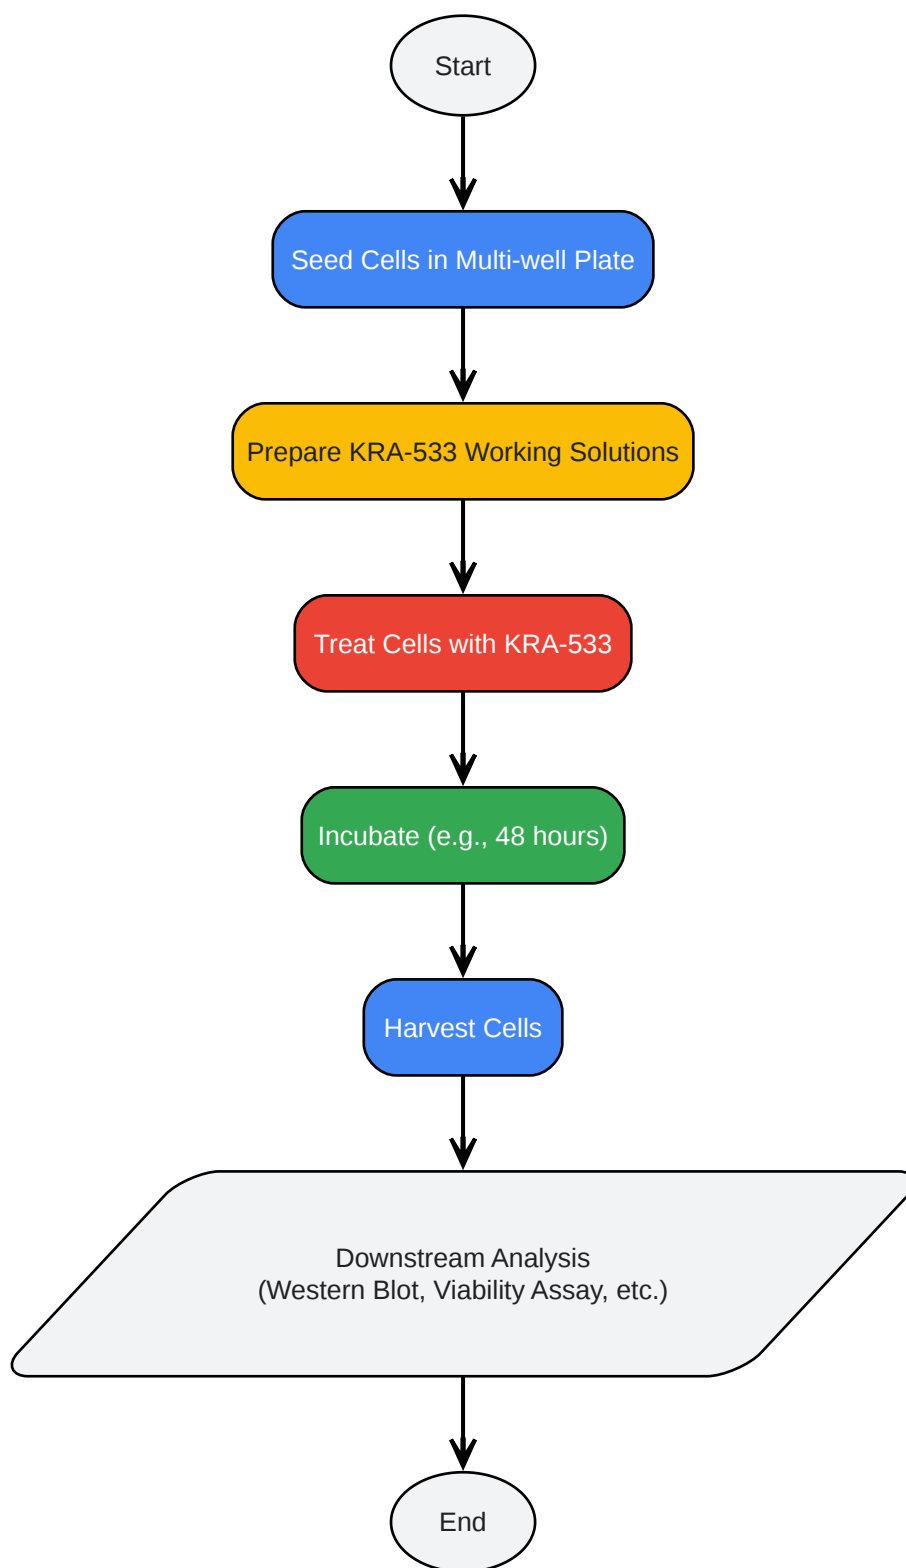 Start
Seed Cells in Multi-well Plate
Prepare KRA-533 Working Solutions
Treat Cells with KRA-533
Incubate (e.g., 48 hours)
Harvest Cells
Downstream Analysis
(Western Blot, Viability Assay, etc.)
End